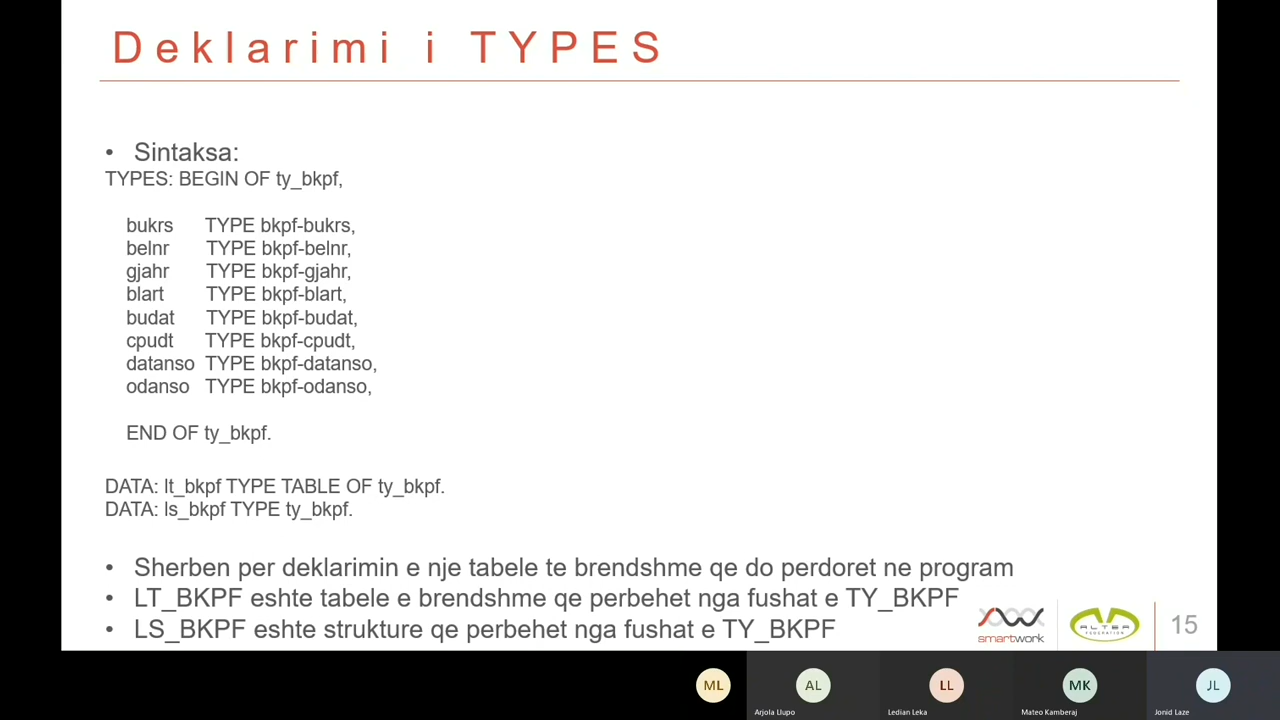 Deklarimi i TYPES
• Sintaksa:
TYPES: BEGIN OF ty_bkpf,
bukrs TYPE bkpf-bukrs,
belnr TYPE bkpf-belnr,
gjahr TYPE bkpf-gjahr,
blart TYPE bkpf-blart,
budat TYPE bkpf-budat,
cpudt TYPE bkpf-cpudt,
datanso TYPE bkpf-datanso,
odanso TYPE bkpf-odanso,
END OF ty_bkpf.
DATA: lt_bkpf TYPE TABLE OF ty_bkpf.
DATA: ls_bkpf TYPE ty_bkpf.
• Sherben per deklarimin e nje tabele te brendshme qe do perdoret ne program
• LT_BKPF eshte tabele e brendshme qe perbehet nga fushat e TY_BKPF
• LS_BKPF eshte strukture qe perbehet nga fushat e TY_BKPF
smartwork
ALTEA
FEDERATION
15
ML
AL
LL
MK
JL
Arjola Llupo
Ledian Leka
Mateo Kamberaj
Jonid Laze